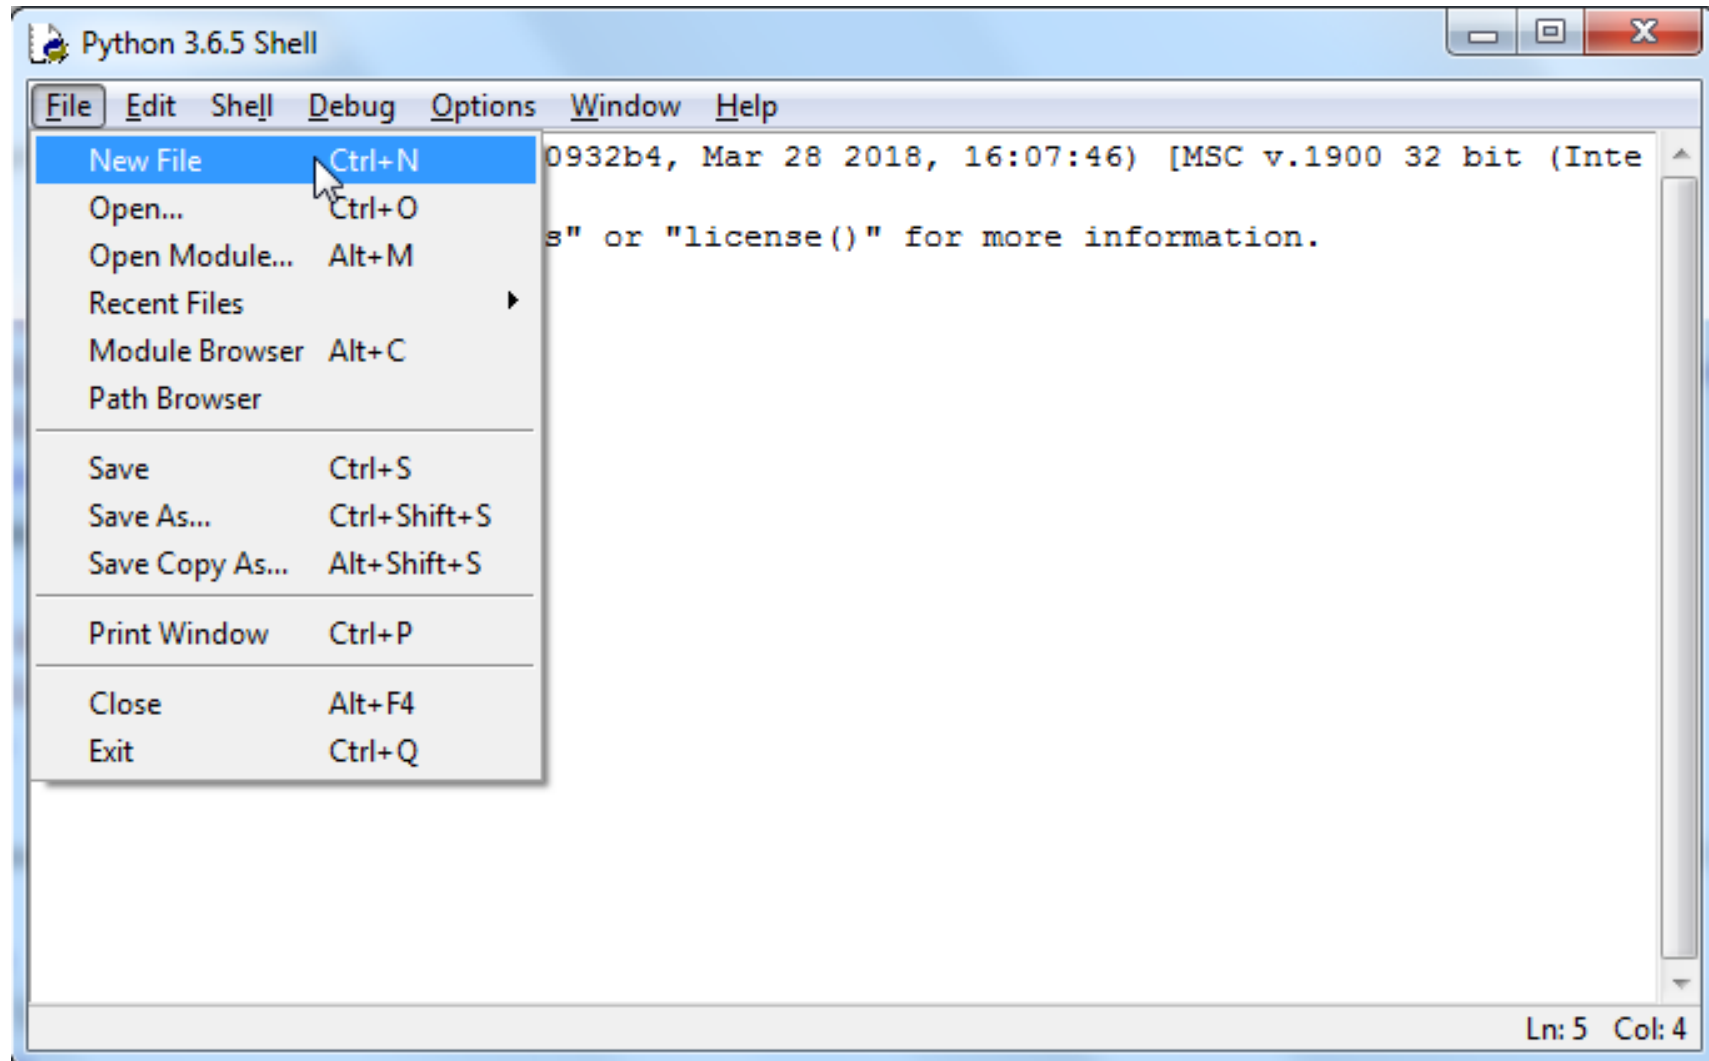 Python 3.6.5 Shell
File Edit Shell Debug Options Window Help
New File Ctrl+N
Open... Ctrl+O
Open Module... Alt+M
Recent Files
Module Browser Alt+C
Path Browser
Save Ctrl+S
Save As... Ctrl+Shift+S
Save Copy As... Alt+Shift+S
Print Window Ctrl+P
Close Alt+F4
Exit Ctrl+Q
0932b4, Mar 28 2018, 16:07:46) [MSC v.1900 32 bit (Inte
s" or "license()" for more information.
Ln: 5 Col: 4